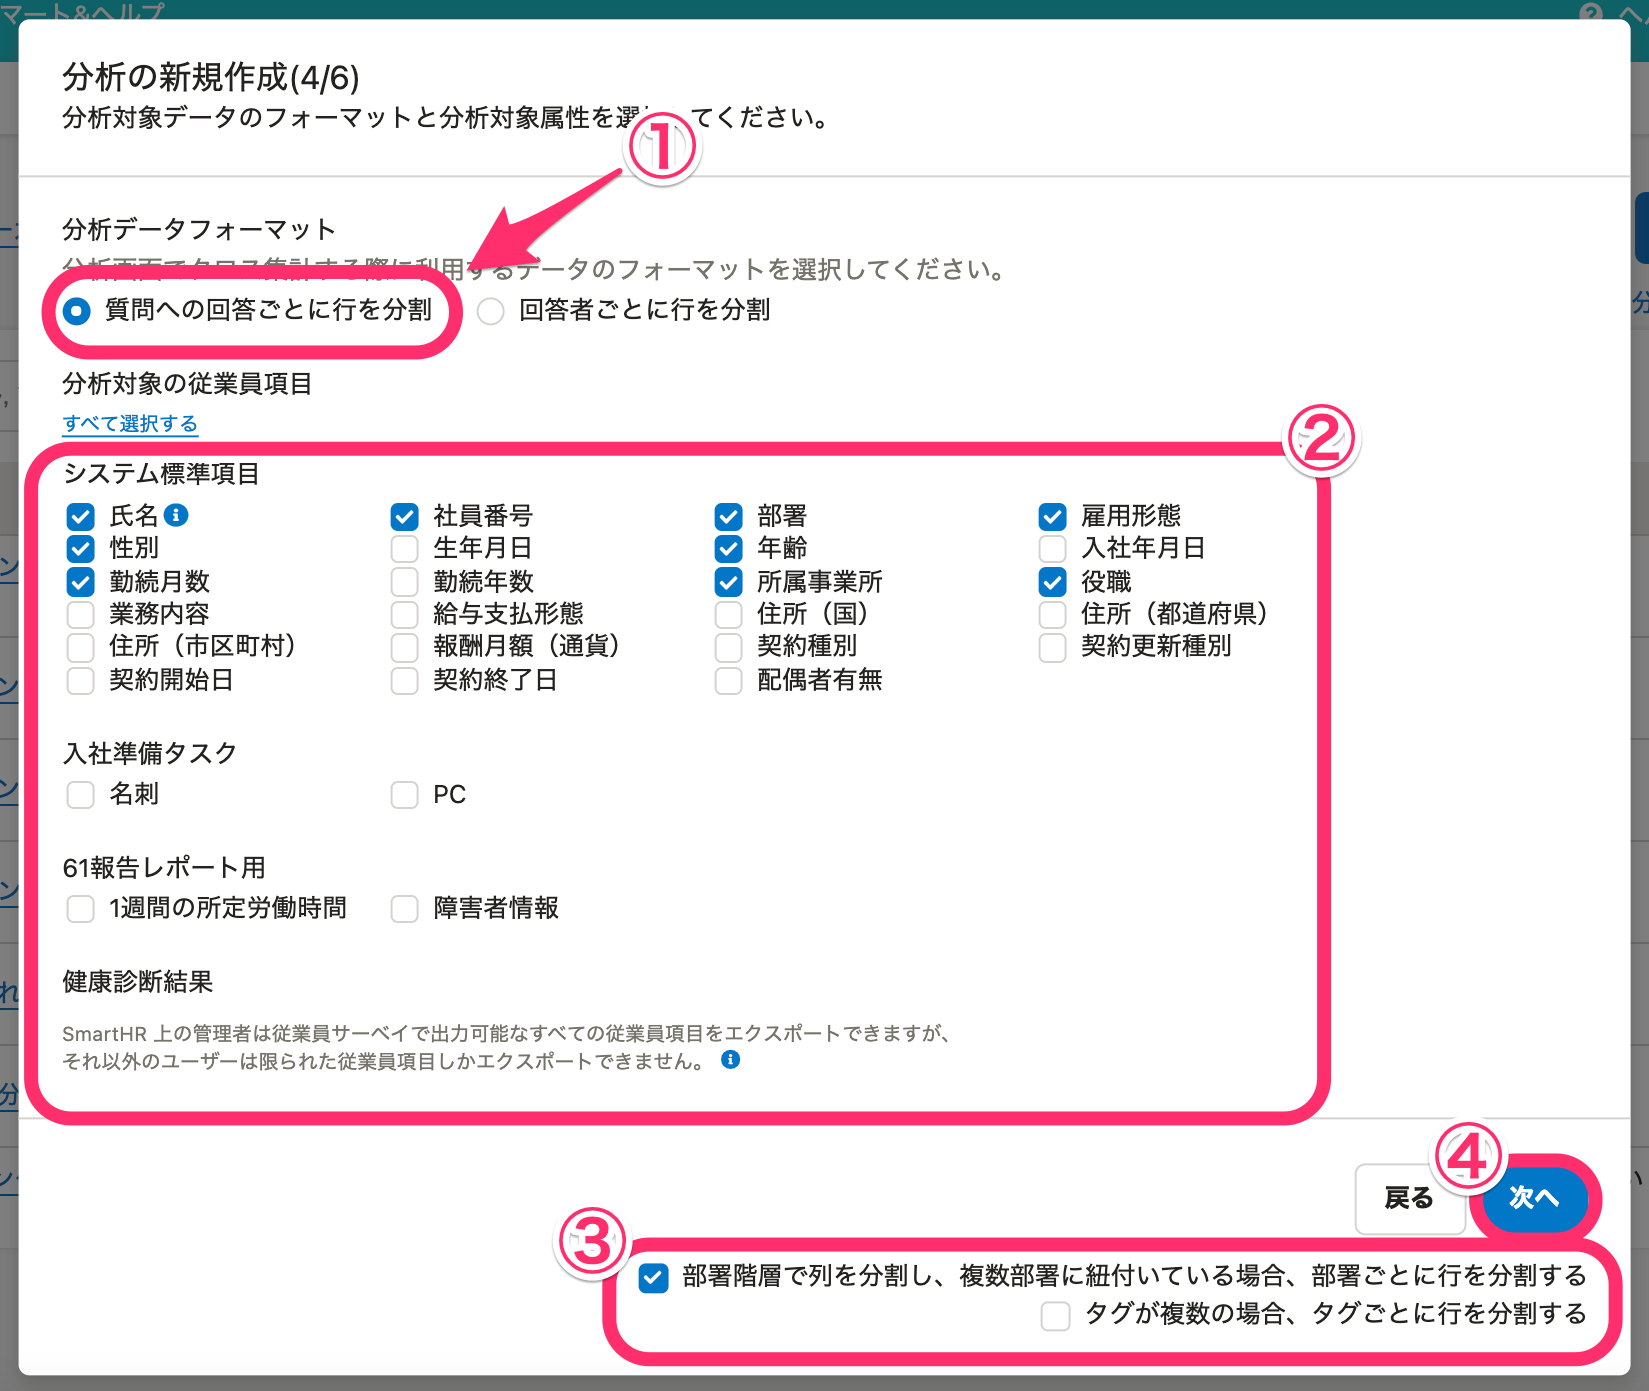 マート&ヘルプ
分析の新規作成(4/6)
分析対象データのフォーマットと分析対象属性を選 てください。
①
分析データフォーマット
分析画面でクロス集計する際に利用するデータのフォーマットを選択してください。
質問への回答ごとに行を分割 回答者ごとに行を分割
分析対象の従業員項目
すべて選択する
②
システム標準項目
氏名 社員番号 部署 雇用形態
性別 生年月日 年齢 入社年月日
勤続月数 勤続年数 所属事業所 役職
業務内容 給与支払形態 住所（国） 住所（都道府県）
住所（市区町村） 報酬月額（通貨） 契約種別 契約更新種別
契約開始日 契約終了日 配偶者有無
入社準備タスク
名刺 PC
61報告レポート用
1週間の所定労働時間 障害者情報
健康診断結果
SmartHR 上の管理者は従業員サーベイで出力可能なすべての従業員項目をエクスポートできますが、
それ以外のユーザーは限られた従業員項目しかエクスポートできません。
④
戻る 次へ
③
部署階層で列を分割し、複数部署に紐付いている場合、部署ごとに行を分割する
タグが複数の場合、タグごとに行を分割する